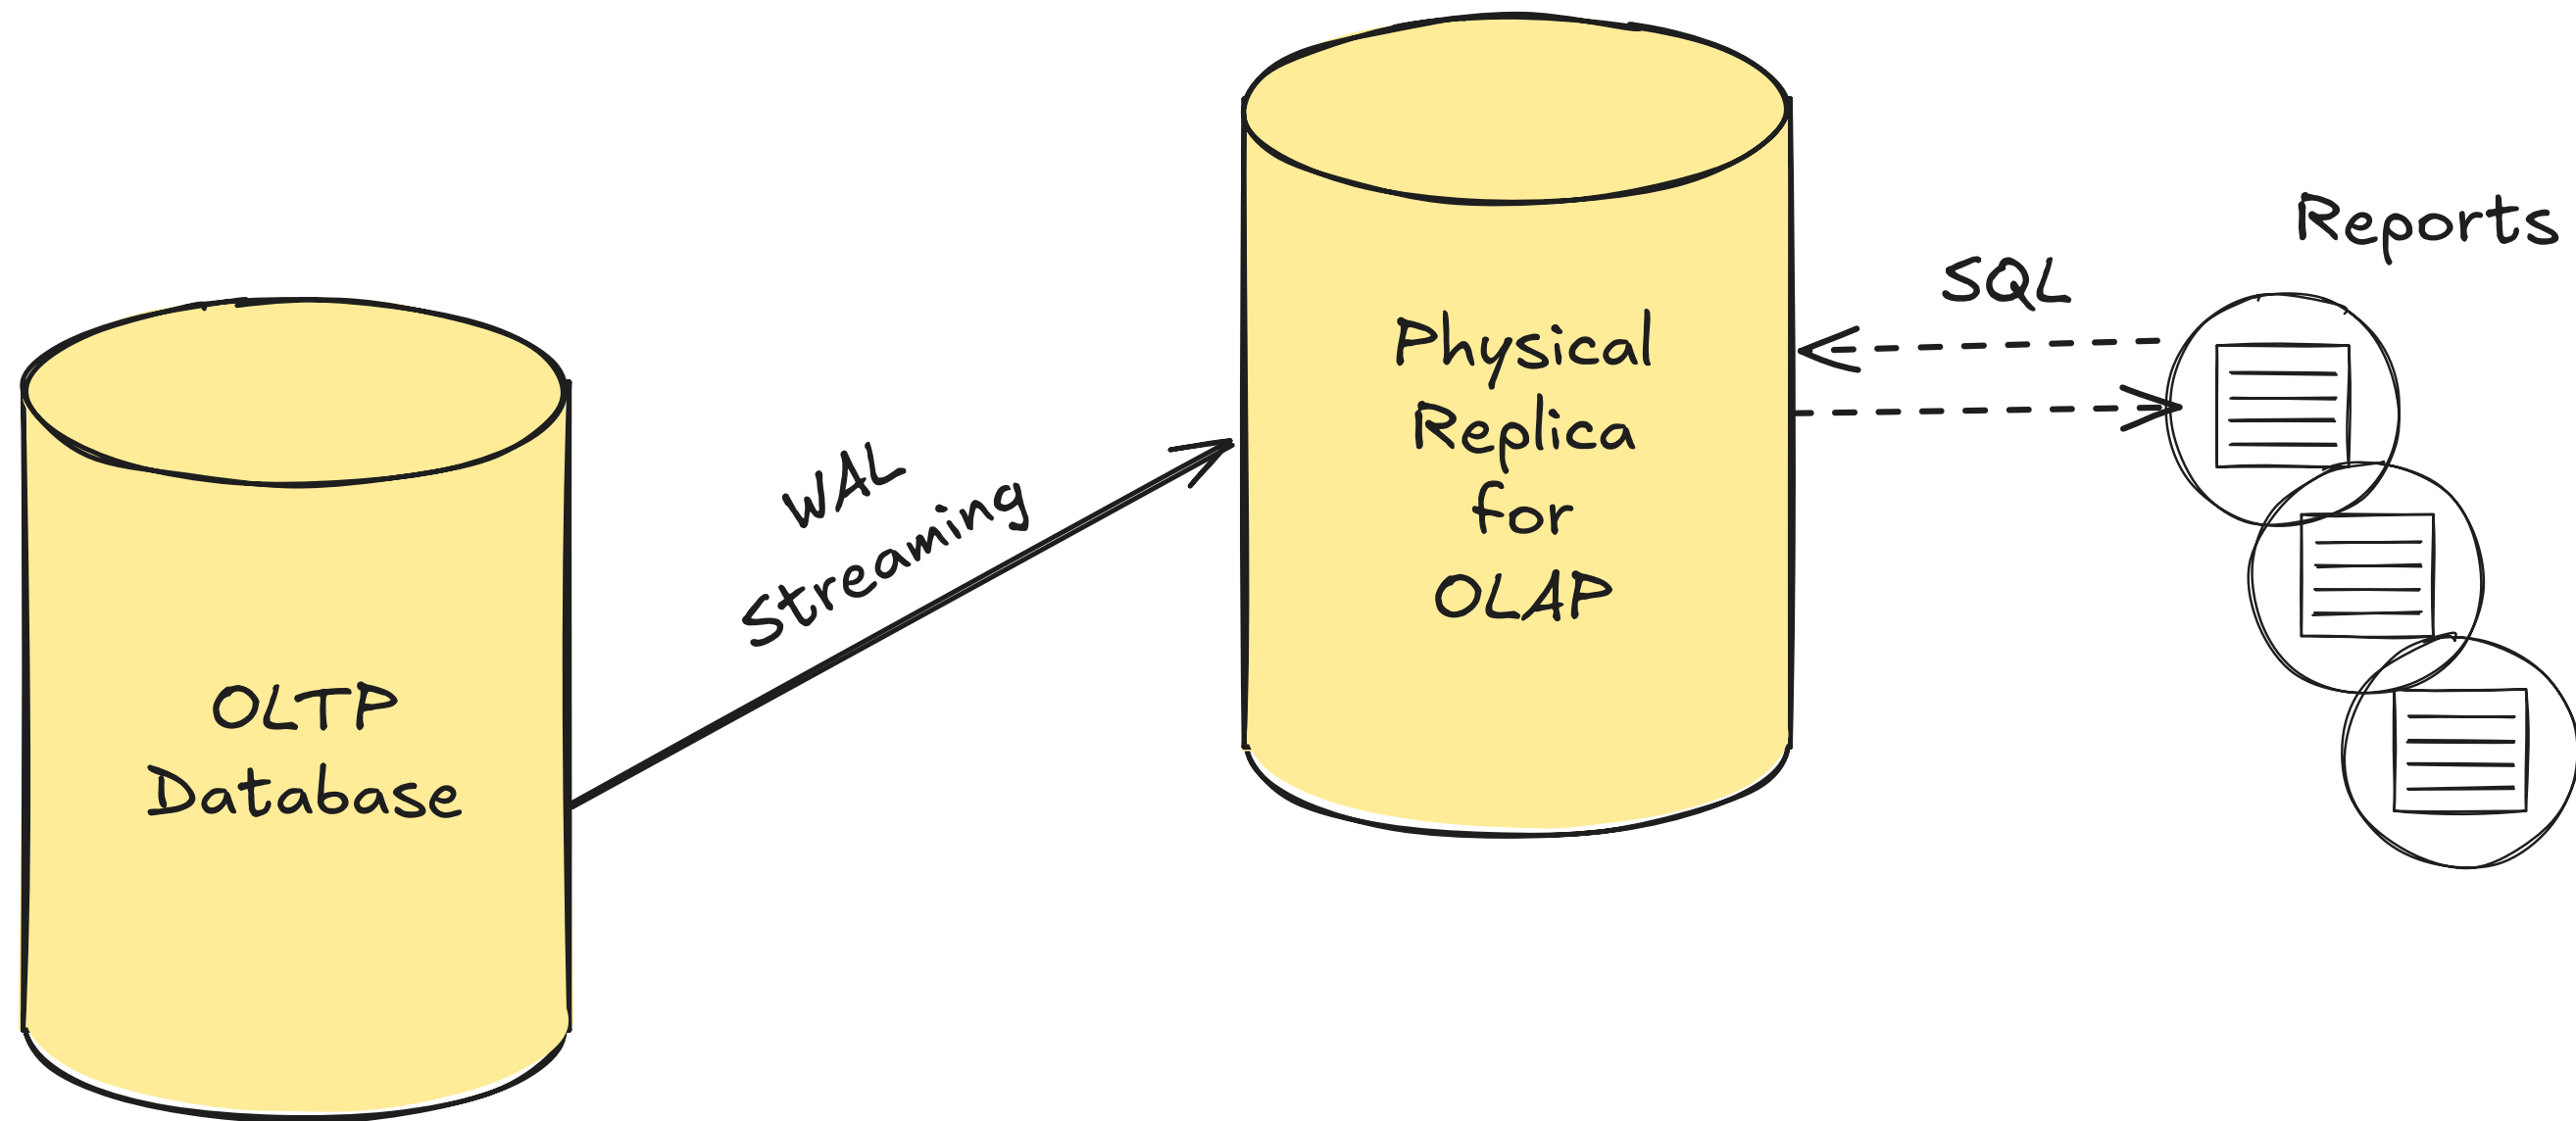 OLTP
Database
WAL
Streaming
Physical
Replica
for
OLAP
SQL
Reports